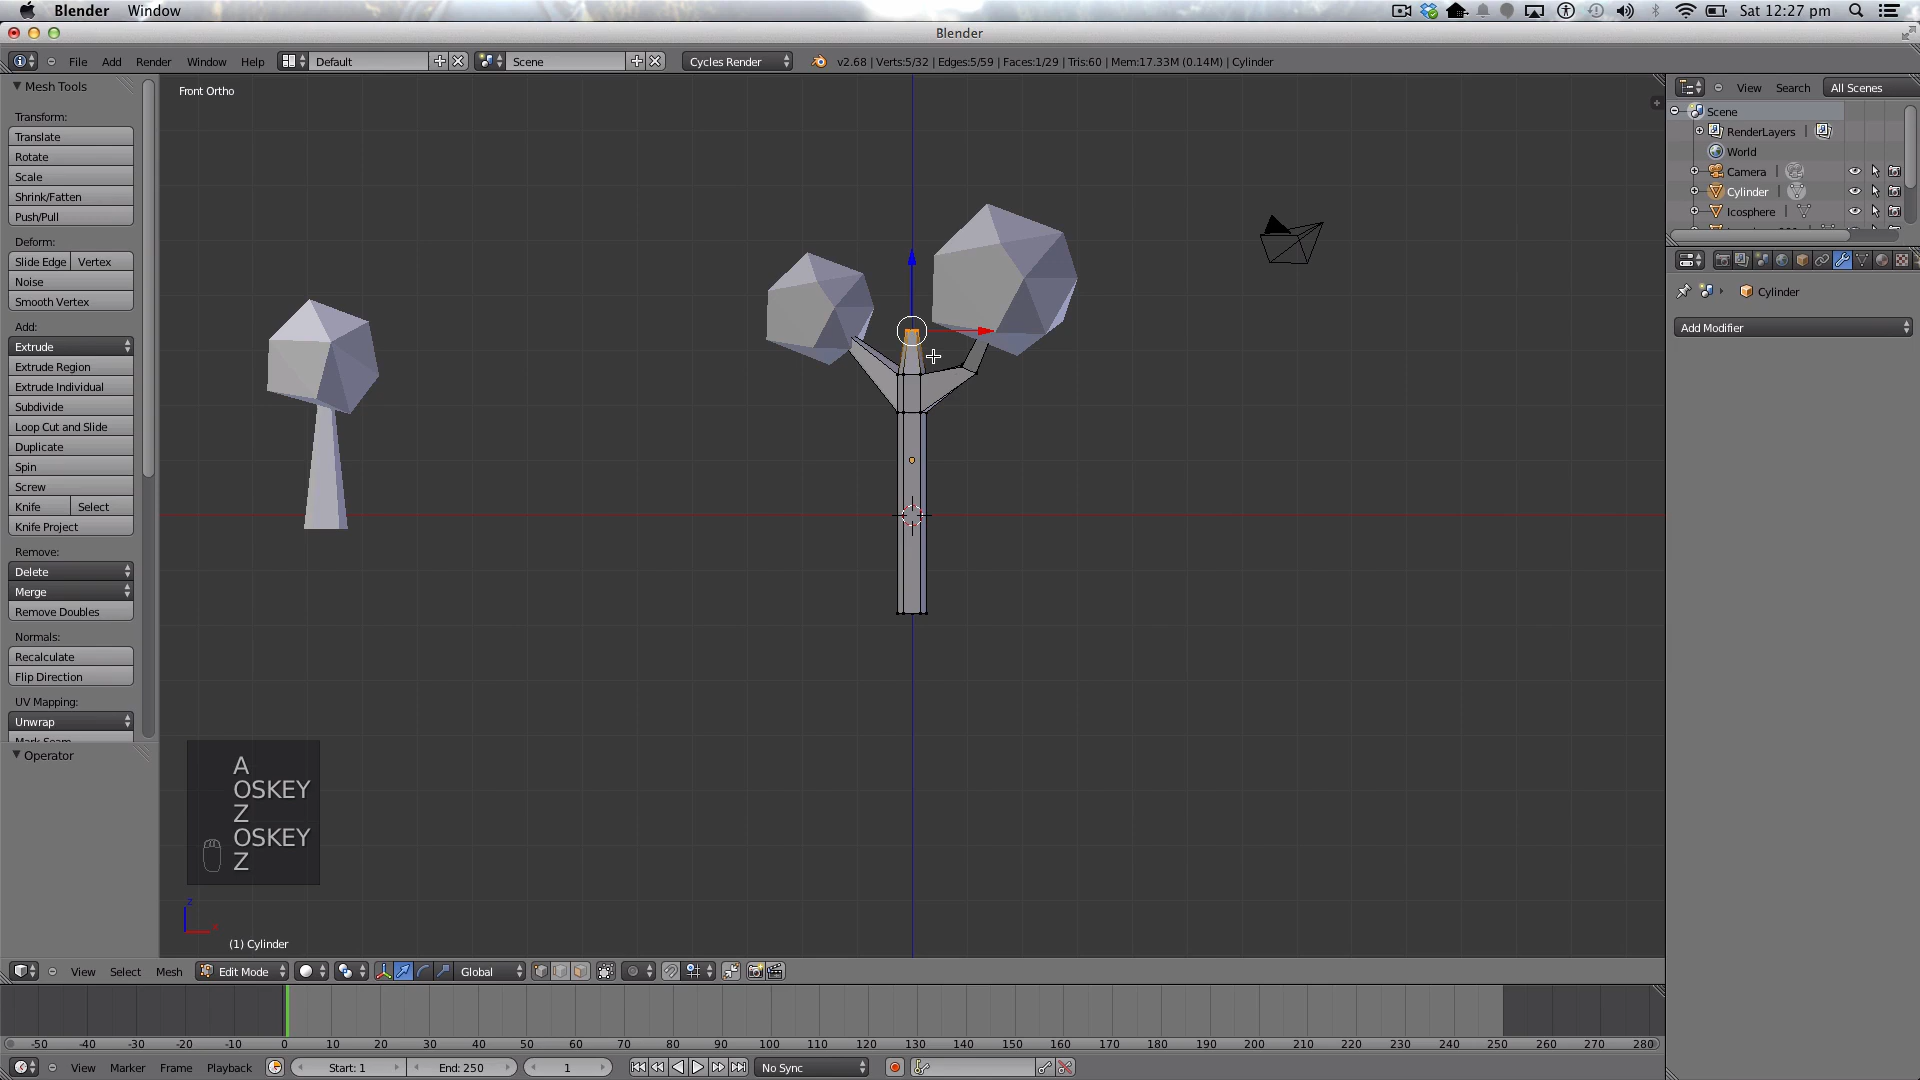 Blender Window
Sat 12:27 pm
Blender
File Add Render Window Help Default Scene Cycles Render v2.68 | Verts:5/32 | Edges:5/59 | Faces:1/29 | Tris:60 | Mem:17.33M (0.14M) | Cylinder
Mesh Tools
Transform:
Translate
Rotate
Scale
Shrink/Fatten
Push/Pull
Deform:
Slide Edge Vertex
Noise
Smooth Vertex
Add:
Extrude
Extrude Region
Extrude Individual
Subdivide
Loop Cut and Slide
Duplicate
Spin
Screw
Knife Select
Knife Project
Remove:
Delete
Merge
Remove Doubles
Normals:
Recalculate
Flip Direction
UV Mapping:
Unwrap
Operator
Front Ortho
A
OSKEY
Z
OSKEY
Z
z
(1) Cylinder
View Search All Scenes
Scene
RenderLayers |
World
Camera |
Cylinder |
Icosphere |
Cylinder
Add Modifier
View Select Mesh Edit Mode Global
-50 -40 -30 -20 -10 0 10 20 30 40 50 60 70 80 90 100 110 120 130 140 150 160 170 180 190 200 210 220 230 240 250 260 270 280
View Marker Frame Playback Start: 1 End: 250 1 No Sync